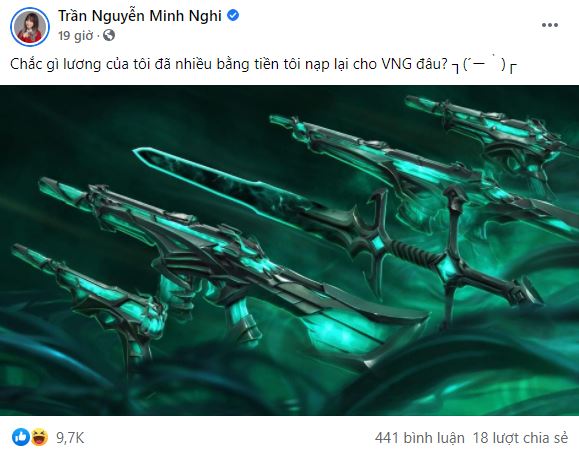 Trần Nguyễn Minh Nghi
19 giờ ·
Chắc gì lương của tôi đã nhiều bằng tiền tôi nạp lại cho VNG đâu? ┐(´ー｀)┌
9,7K
441 bình luận 18 lượt chia sẻ